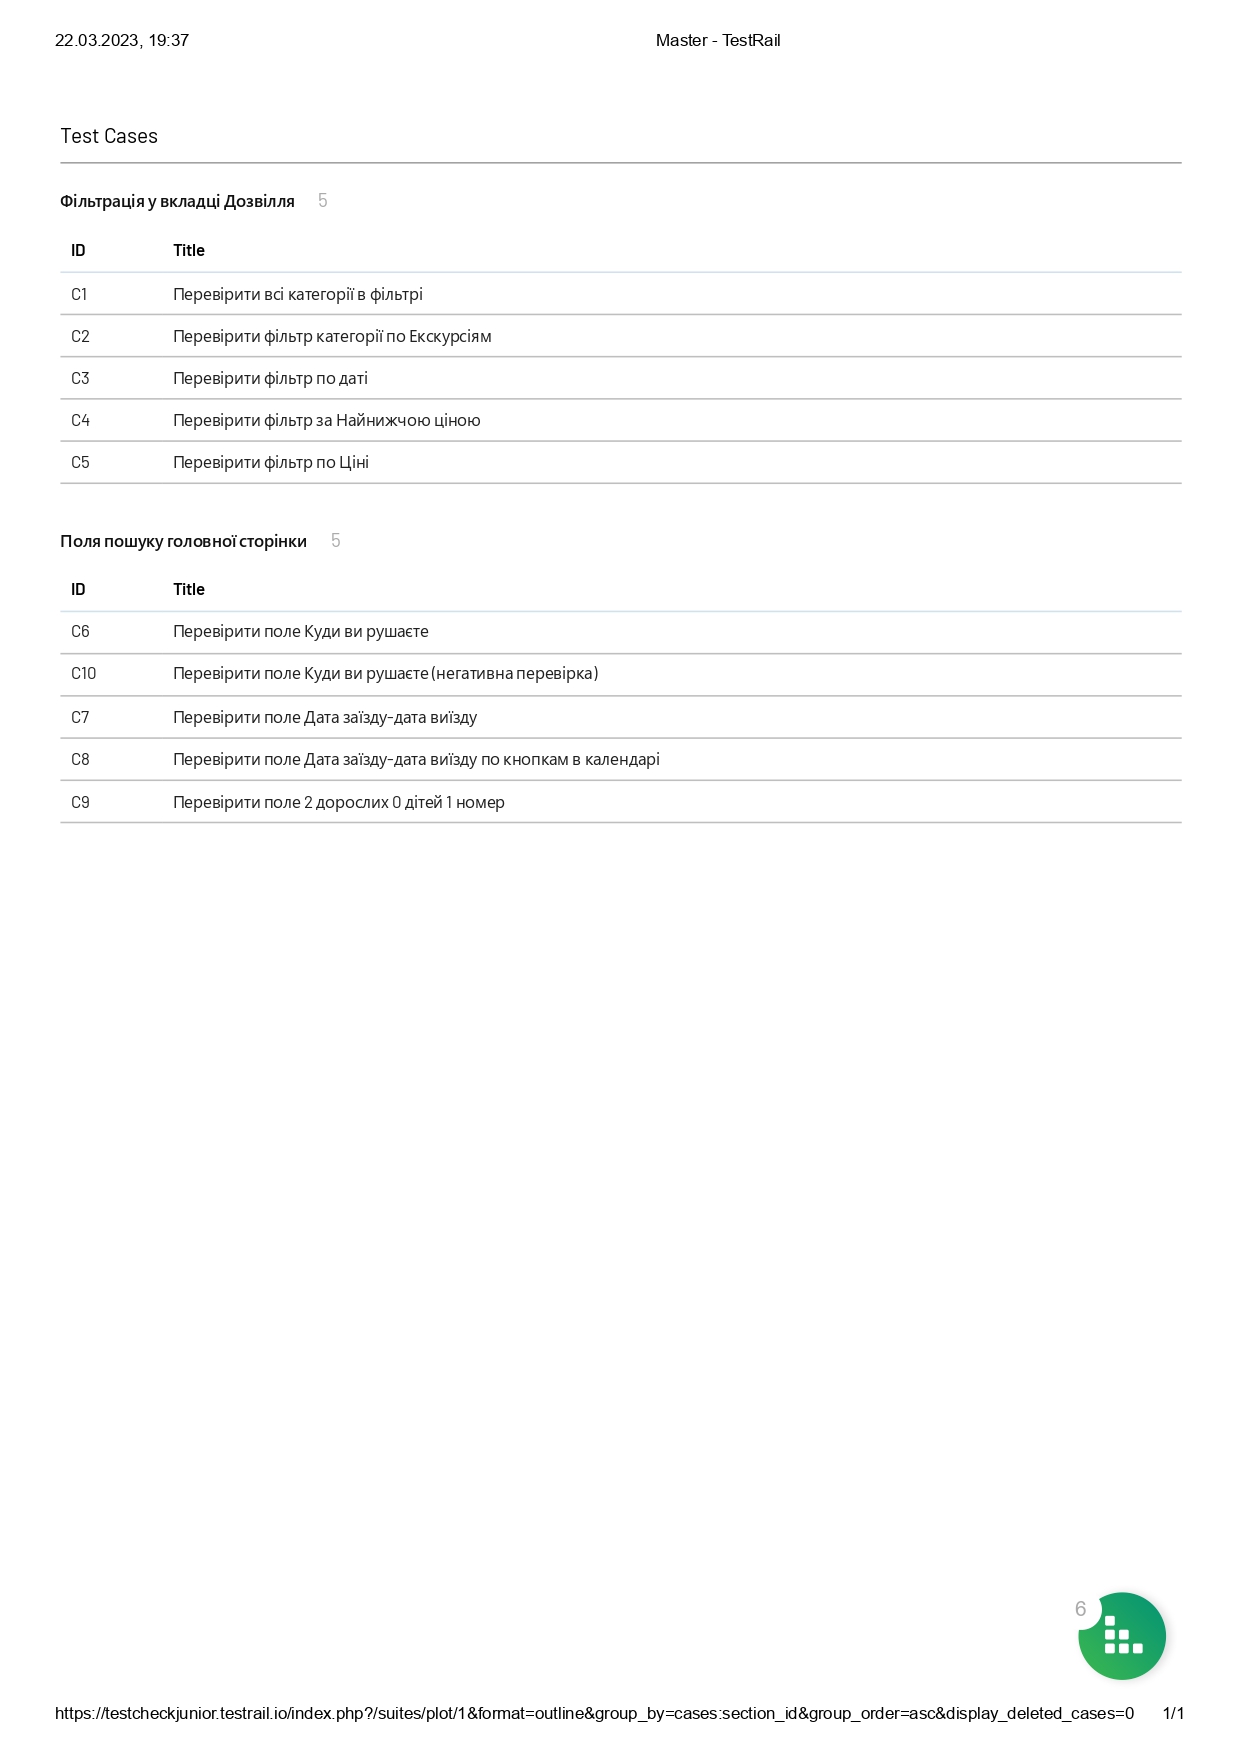 22.03.2023, 19:37 Master - TestRail
Test Cases
Фільтрація у вкладці Дозвілля 5
ID Title
C1 Перевірити всі категорії в фільтрі
C2 Перевірити фільтр категорії по Екскурсіям
C3 Перевірити фільтр по даті
C4 Перевірити фільтр за Найнижчою ціною
C5 Перевірити фільтр по Ціні
Поля пошуку головної сторінки 5
ID Title
C6 Перевірити поле Куди ви рушаєте
C10 Перевірити поле Куди ви рушаєте (негативна перевірка)
C7 Перевірити поле Дата заїзду-дата виїзду
C8 Перевірити поле Дата заїзду-дата виїзду по кнопкам в календарі
C9 Перевірити поле 2 дорослих 0 дітей 1 номер
6
https://testcheckjunior.testrail.io/index.php?/suites/plot/1&format=outline&group_by=cases:section_id&group_order=asc&display_deleted_cases=0 1/1